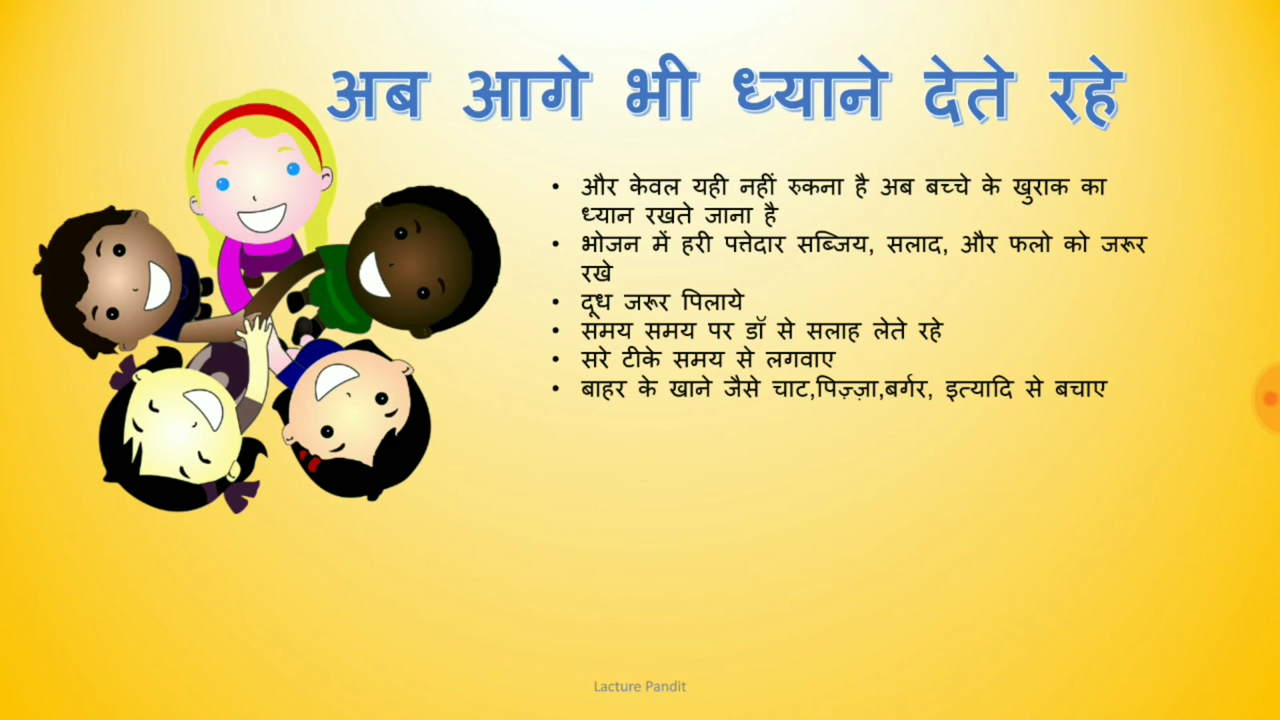 अब आगे भी ध्याने देते रहे
• और केवल यही नहीं रुकना है अब बच्चे के खुराक का
ध्यान रखते जाना है
• भोजन में हरी पत्तेदार सब्जिय, सलाद, और फलो को जरूर
रखे
• दूध जरूर पिलाये
• समय समय पर डॉ से सलाह लेते रहे
• सरे टीके समय से लगवाए
• बाहर के खाने जैसे चाट,पिज़्ज़ा,बर्गर, इत्यादि से बचाए
Lacture Pandit